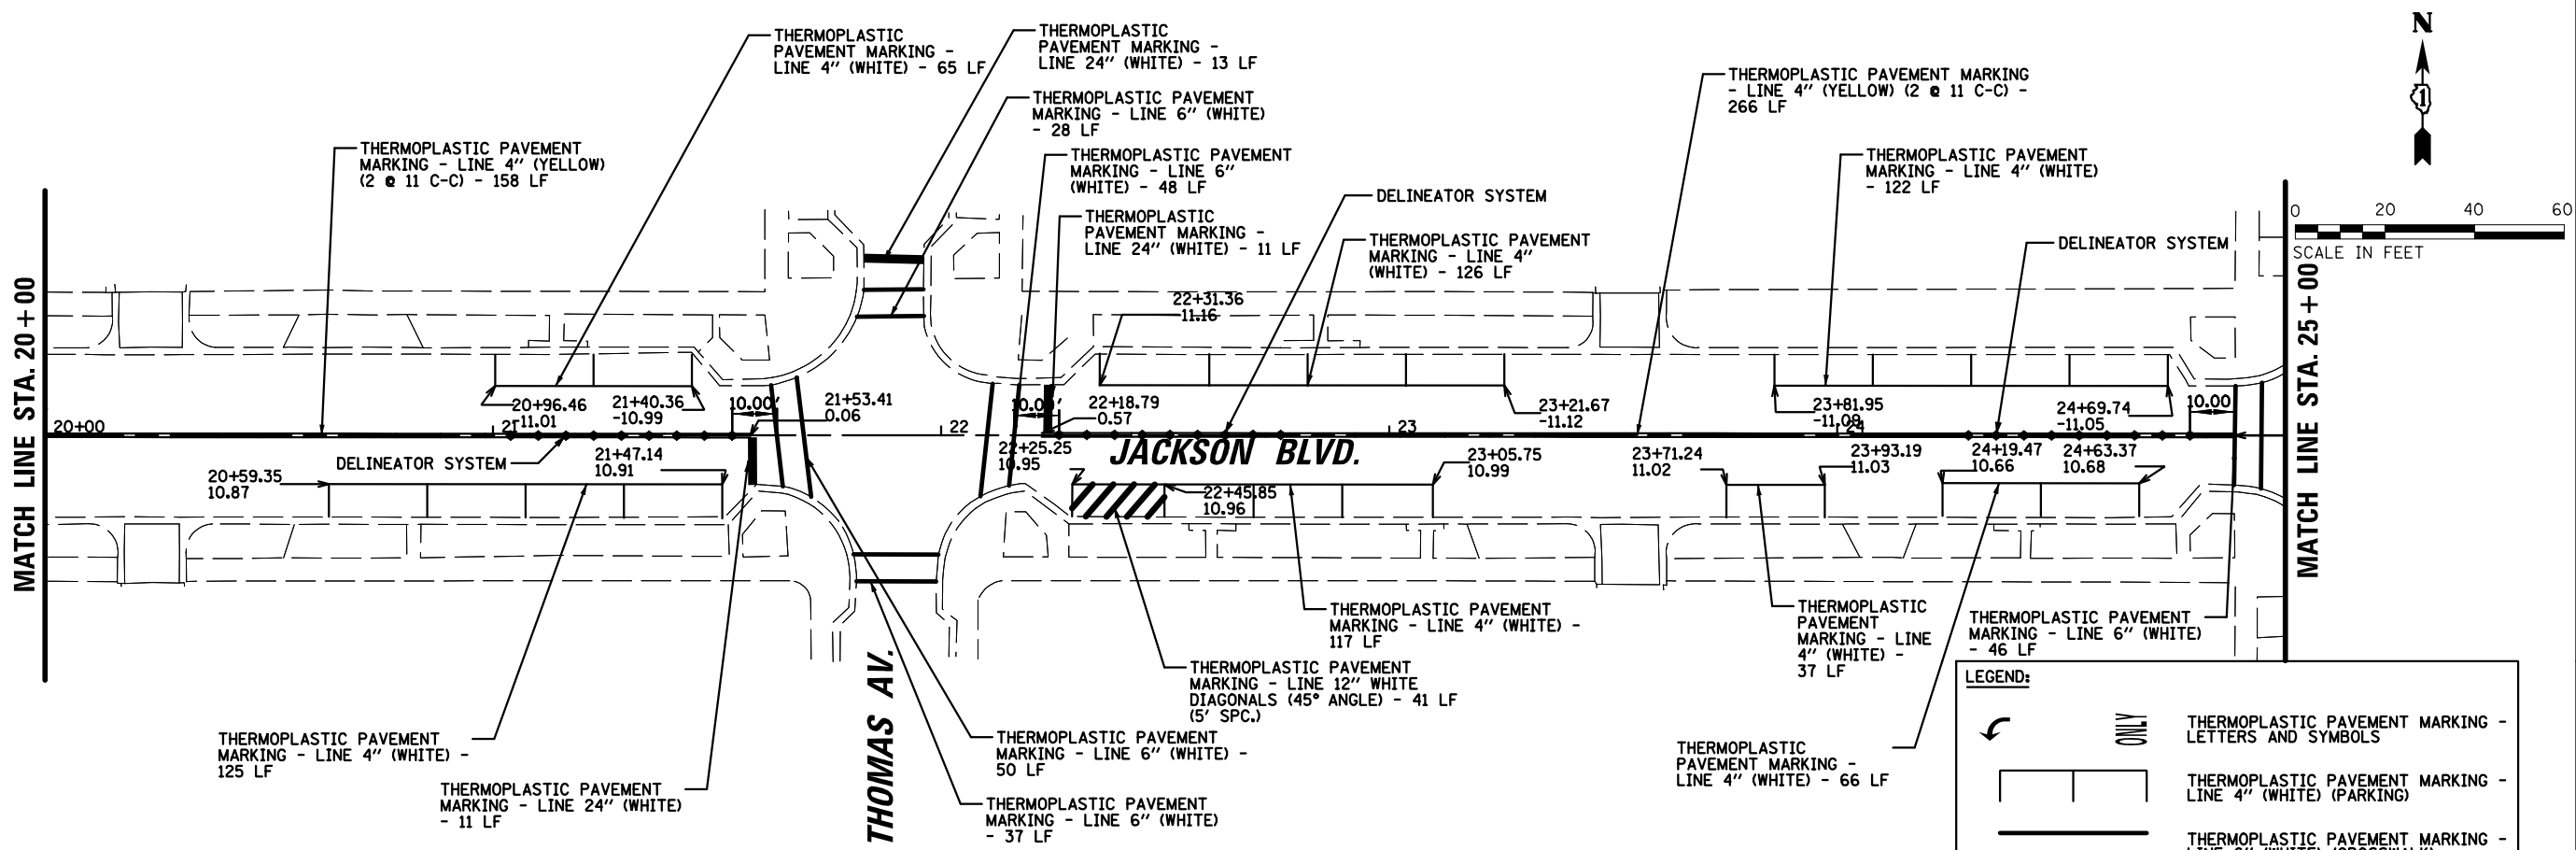 THERMOPLASTIC
PAVEMENT MARKING -
LINE 4" (WHITE) - 65 LF
THERMOPLASTIC
PAVEMENT MARKING -
LINE 24" (WHITE) - 13 LF
THERMOPLASTIC PAVEMENT
MARKING - LINE 6" (WHITE)
- 28 LF
THERMOPLASTIC PAVEMENT MARKING
- LINE 4" (YELLOW) (2 @ 11 C-C) -
266 LF
N
1
THERMOPLASTIC PAVEMENT
MARKING - LINE 4" (YELLOW)
(2 @ 11 C-C) - 158 LF
THERMOPLASTIC PAVEMENT
MARKING - LINE 6"
(WHITE) - 48 LF
THERMOPLASTIC PAVEMENT
MARKING - LINE 4" (WHITE)
- 122 LF
DELINEATOR SYSTEM
THERMOPLASTIC
PAVEMENT MARKING -
LINE 24" (WHITE) - 11 LF
THERMOPLASTIC PAVEMENT
MARKING - LINE 4"
(WHITE) - 126 LF
DELINEATOR SYSTEM
0 20 40 60
SCALE IN FEET
MATCH LINE STA. 20+00
MATCH LINE STA. 25+00
22+31.36
-11.16
20+96.46
-11.01
21+40.36
-10.99
10.00'
21+53.41
0.06
10.00'
22+18.79
0.57
23+21.67
-11.12
23+81.95
-11.09
24+69.74
-11.05
10.00
20+00
21
22
23
24
JACKSON BLVD.
DELINEATOR SYSTEM
20+59.35
10.87
21+47.14
10.91
22+25.25
10.95
22+45.85
10.96
23+05.75
10.99
23+71.24
11.02
23+93.19
11.03
24+19.47
10.66
24+63.37
10.68
THERMOPLASTIC PAVEMENT
MARKING - LINE 4" (WHITE) -
117 LF
THERMOPLASTIC
PAVEMENT
MARKING - LINE
4" (WHITE) -
37 LF
THERMOPLASTIC PAVEMENT
MARKING - LINE 6" (WHITE)
- 46 LF
THERMOPLASTIC PAVEMENT
MARKING - LINE 12" WHITE
DIAGONALS (45° ANGLE) - 41 LF
(5' SPC.)
THOMAS AV.
THERMOPLASTIC PAVEMENT
MARKING - LINE 4" (WHITE) -
125 LF
THERMOPLASTIC PAVEMENT
MARKING - LINE 24" (WHITE)
- 11 LF
THERMOPLASTIC PAVEMENT
MARKING - LINE 6" (WHITE) -
50 LF
THERMOPLASTIC PAVEMENT
MARKING - LINE 6" (WHITE)
- 37 LF
THERMOPLASTIC
PAVEMENT MARKING -
LINE 4" (WHITE) - 66 LF
LEGEND:
ONLY
THERMOPLASTIC PAVEMENT MARKING -
LETTERS AND SYMBOLS
THERMOPLASTIC PAVEMENT MARKING -
LINE 4" (WHITE) (PARKING)
THERMOPLASTIC PAVEMENT MARKING -